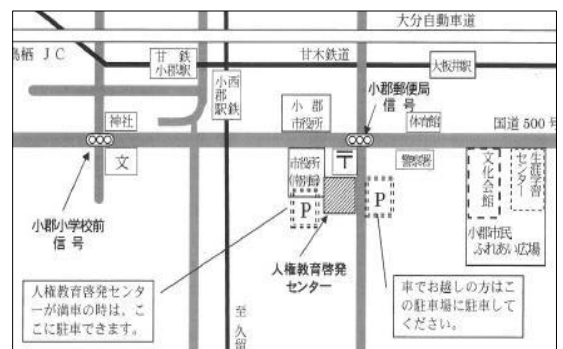 大分自動車道
鳥栖 JC
甘鉄
小郡駅
甘木鉄道
大板井駅
西鉄
小郡駅
小郡
市役所
小郡郵便局
信号
体育館
国道500号
神社
文
市役所
(別館)
〒
警察署
文化会館
生涯学習
センター
P
P
小郡小学校前
信号
小郡市民
ふれあい広場
人権教育啓発
センター
人権教育啓発センタ
ーが満車の時は、こ
こに駐車できます。
車でお越しの方はこ
の駐車場に駐車して
ください。
至 久留